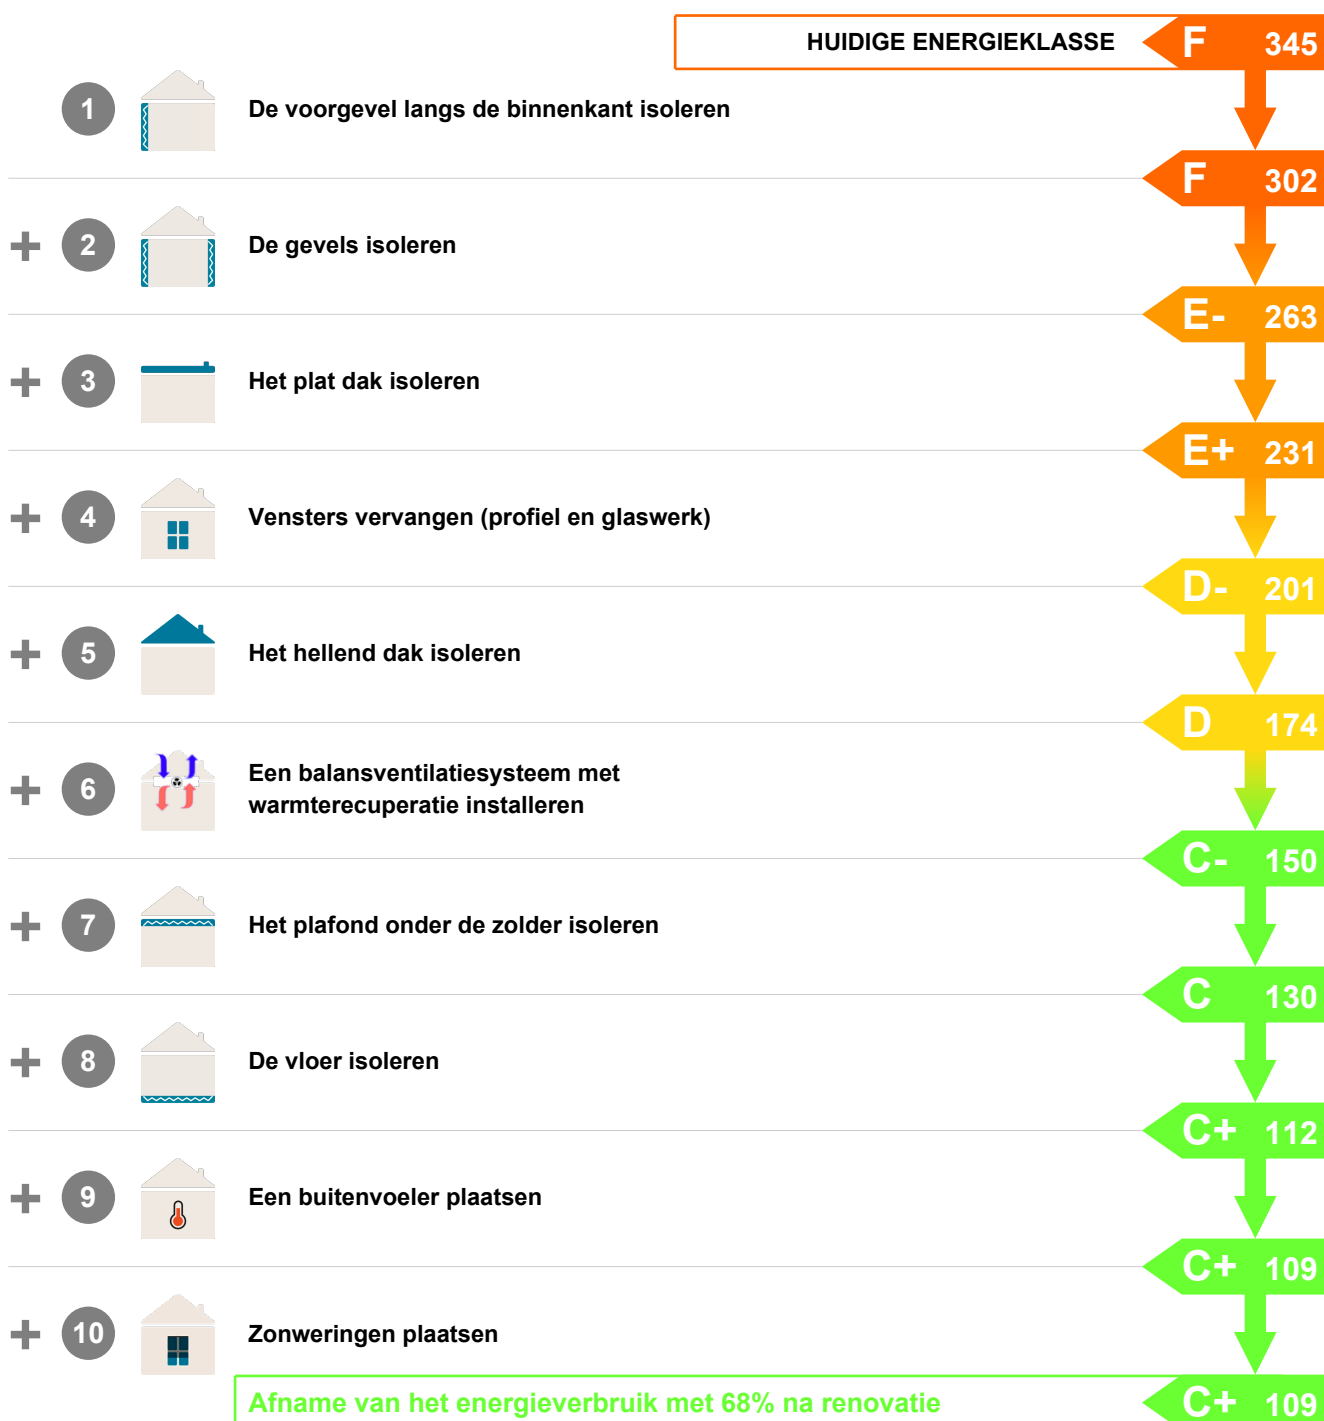 HUIDIGE ENERGIEKLASSE F 345
1 De voorgevel langs de binnenkant isoleren
F 302
+ 2 De gevels isoleren
E- 263
+ 3 Het plat dak isoleren
E+ 231
+ 4 Vensters vervangen (profiel en glaswerk)
D- 201
+ 5 Het hellend dak isoleren
D 174
+ 6 Een balansventilatiesysteem met
warmterecuperatie installeren
C- 150
+ 7 Het plafond onder de zolder isoleren
C 130
+ 8 De vloer isoleren
C+ 112
+ 9 Een buitenvoeler plaatsen
C+ 109
+ 10 Zonweringen plaatsen
Afname van het energieverbruik met 68% na renovatie C+ 109